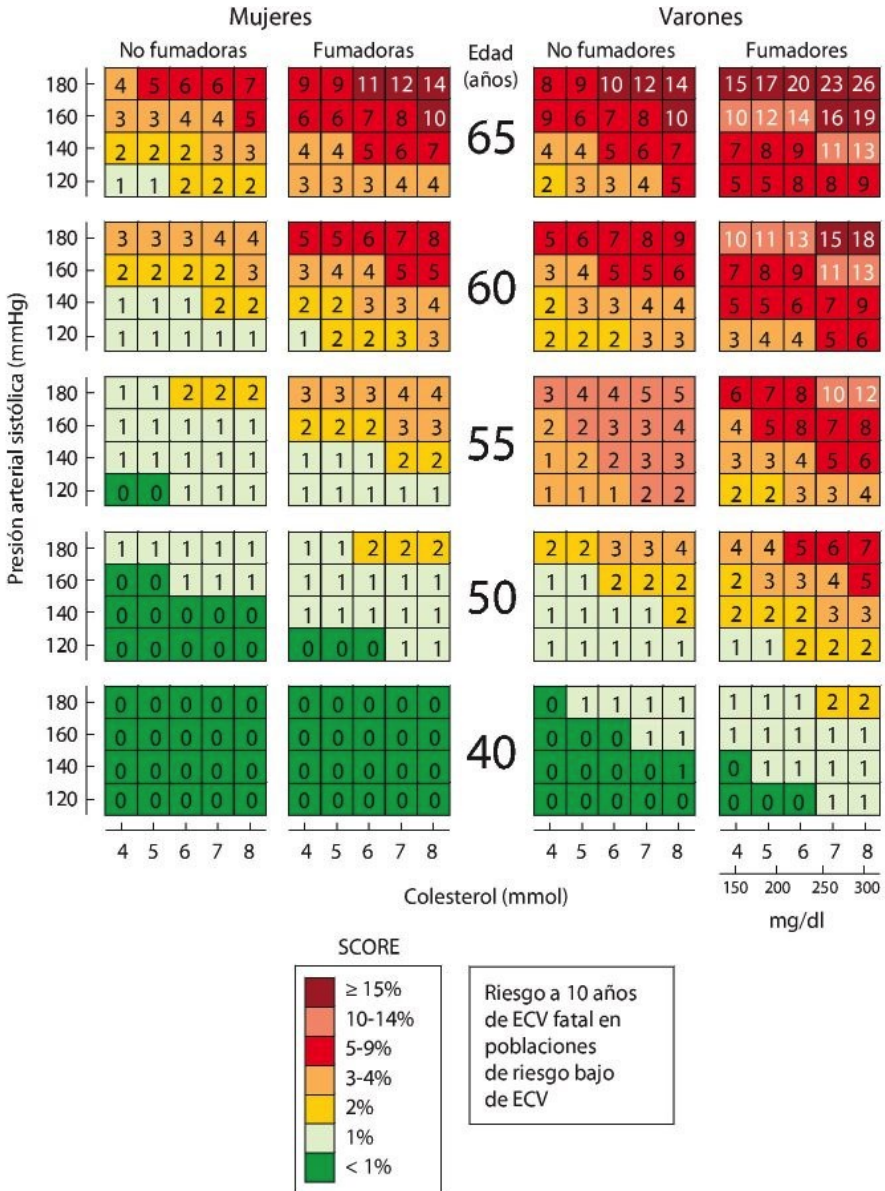 Mujeres Varones
No fumadoras Fumadoras Edad (años) No fumadores Fumadores
Presión arterial sistólica (mmHg)
65
180 4 5 6 6 7 9 9 11 12 14 8 9 10 12 14 15 17 20 23 26
160 3 3 4 4 5 6 6 7 8 10 9 6 7 8 10 10 12 14 16 19
140 2 2 2 3 3 4 4 5 6 7 4 4 5 6 7 7 8 9 11 13
120 1 1 2 2 2 3 3 3 4 4 2 3 3 4 5 5 5 8 8 9
60
180 3 3 3 4 4 5 5 6 7 8 5 6 7 8 9 10 11 13 15 18
160 2 2 2 2 3 3 4 4 5 5 3 4 5 5 6 7 8 9 11 13
140 1 1 1 2 2 2 2 3 3 4 2 3 3 4 4 5 5 6 7 9
120 1 1 1 1 1 1 2 2 3 3 2 2 2 3 3 3 4 4 5 6
55
180 1 1 2 2 2 3 3 3 4 4 3 4 4 5 5 6 7 8 10 12
160 1 1 1 1 1 2 2 2 3 3 2 2 3 3 4 4 5 8 7 8
140 1 1 1 1 1 1 1 1 2 2 1 2 2 3 3 3 3 4 5 6
120 0 0 1 1 1 1 1 1 1 1 1 1 1 2 2 2 2 3 3 4
50
180 1 1 1 1 1 1 1 2 2 2 2 2 3 3 4 4 4 5 6 7
160 0 0 1 1 1 1 1 1 1 1 1 1 2 2 2 2 3 3 4 5
140 0 0 0 0 0 1 1 1 1 1 1 1 1 1 2 2 2 2 3 3
120 0 0 0 0 0 0 0 0 1 1 1 1 1 1 1 1 1 2 2 2
40
180 0 0 0 0 0 0 0 0 0 0 0 1 1 1 1 1 1 1 2 2
160 0 0 0 0 0 0 0 0 0 0 0 0 0 1 1 1 1 1 1 1
140 0 0 0 0 0 0 0 0 0 0 0 0 0 0 1 0 1 1 1 1
120 0 0 0 0 0 0 0 0 0 0 0 0 0 0 0 0 0 0 1 1
4 5 6 7 8 4 5 6 7 8 4 5 6 7 8 4 5 6 7 8
150 200 250 300
Colesterol (mmol)
mg/dl
SCORE
≥ 15%
10-14%
5-9%
3-4%
2%
1%
< 1%
Riesgo a 10 años
de ECV fatal en
poblaciones
de riesgo bajo
de ECV